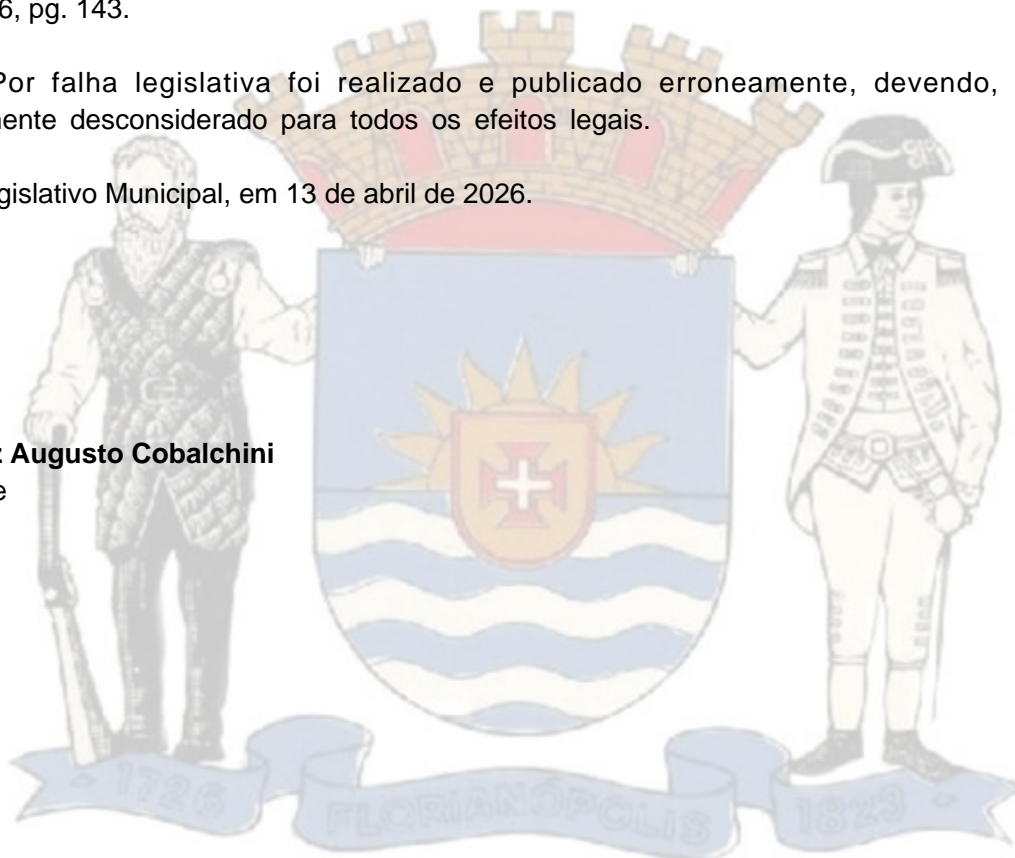 6, pg. 143.
Por falha legislativa foi realizado e publicado erroneamente, devendo,
ente desconsiderado para todos os efeitos legais.
gislativo Municipal, em 13 de abril de 2026.
Augusto Cobalchini
e
1726 FLORIANÓPOLIS 1823